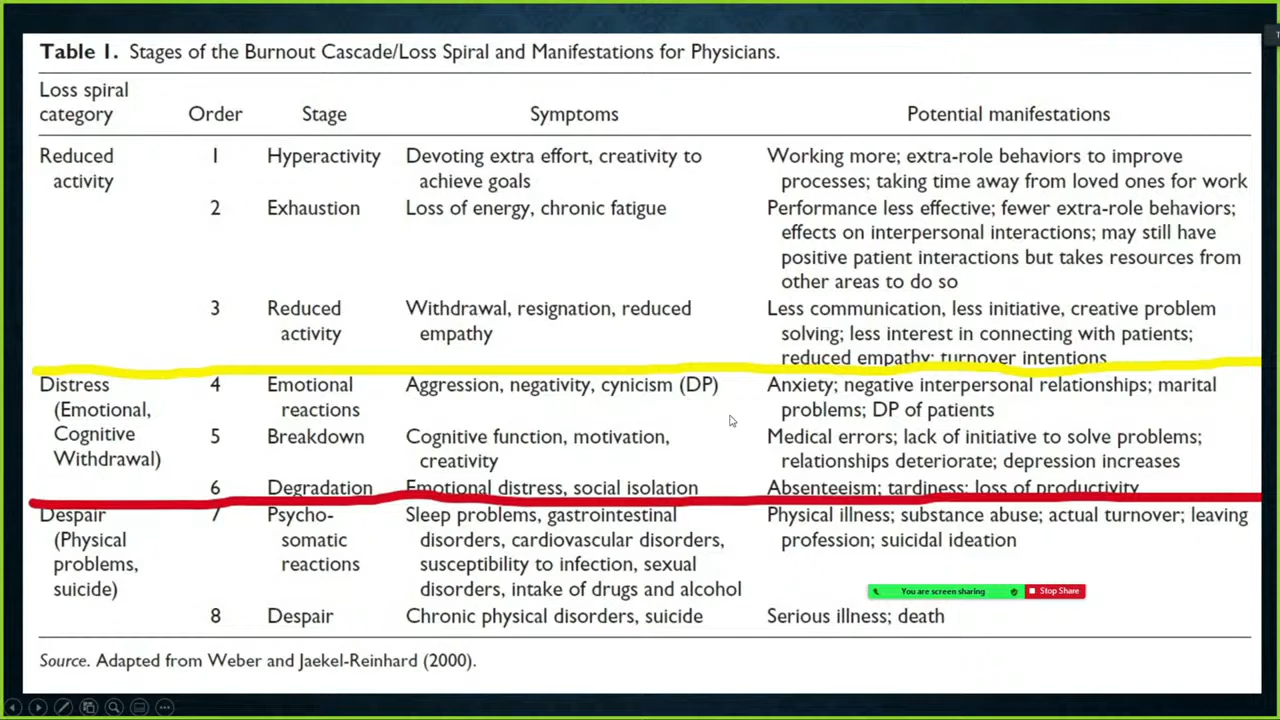 Table 1. Stages of the Burnout Cascade/Loss Spiral and Manifestations for Physicians.
Loss spiral
category Order Stage Symptoms Potential manifestations
Reduced 1 Hyperactivity Devoting extra effort, creativity to Working more; extra-role behaviors to improve
activity achieve goals processes; taking time away from loved ones for work
2 Exhaustion Loss of energy, chronic fatigue Performance less effective; fewer extra-role behaviors;
effects on interpersonal interactions; may still have
positive patient interactions but takes resources from
other areas to do so
3 Reduced Withdrawal, resignation, reduced Less communication, less initiative, creative problem
activity empathy solving; less interest in connecting with patients;
reduced empathy; turnover intentions
Distress 4 Emotional Aggression, negativity, cynicism (DP) Anxiety; negative interpersonal relationships; marital
(Emotional, reactions problems; DP of patients
Cognitive 5 Breakdown Cognitive function, motivation, Medical errors; lack of initiative to solve problems;
Withdrawal) creativity relationships deteriorate; depression increases
6 Degradation Emotional distress, social isolation Absenteeism; tardiness; loss of productivity
Despair 7 Psycho- Sleep problems, gastrointestinal Physical illness; substance abuse; actual turnover; leaving
(Physical somatic disorders, cardiovascular disorders, profession; suicidal ideation
problems, reactions susceptibility to infection, sexual
suicide) disorders, intake of drugs and alcohol
You are screen sharing Stop Share
8 Despair Chronic physical disorders, suicide Serious illness; death
Source. Adapted from Weber and Jaekel-Reinhard (2000).